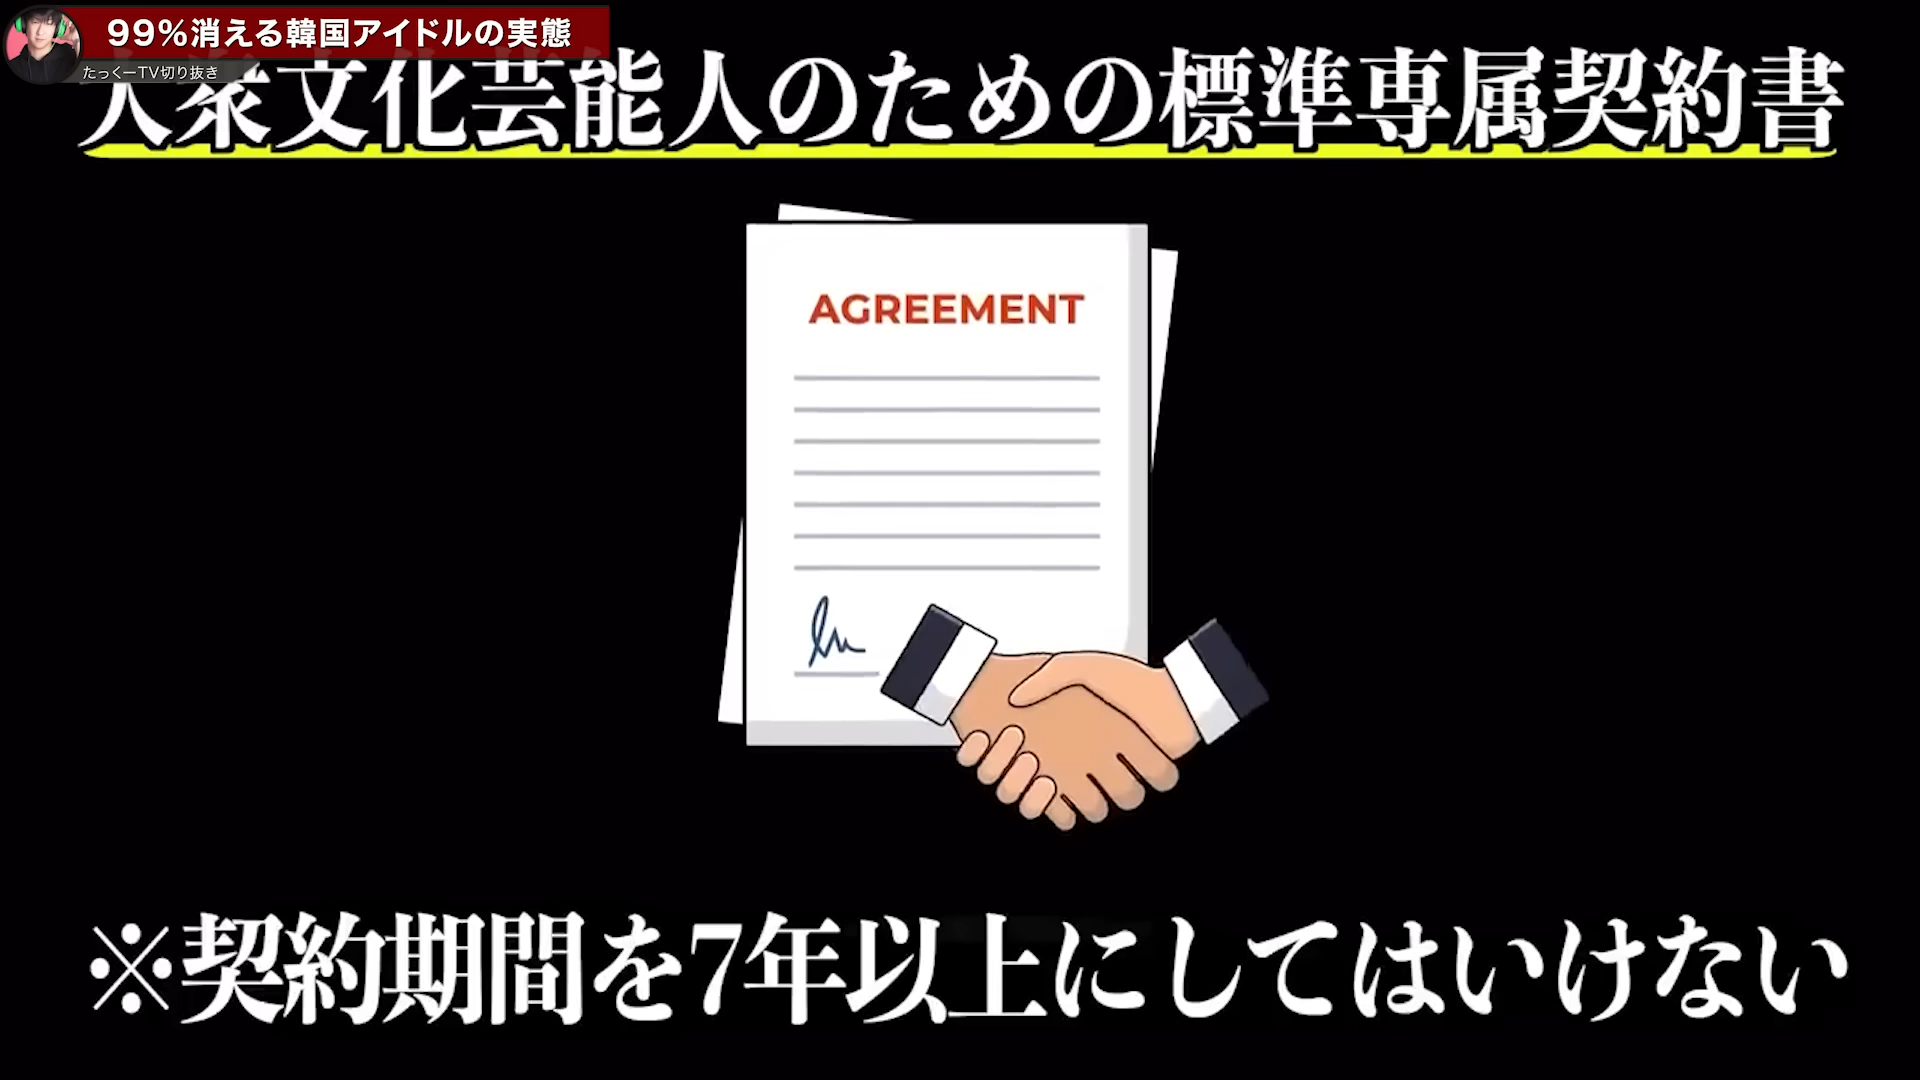 99%消える韓国アイドルの実態
たっくーTV切り抜き
大衆文化芸能人のための標準専属契約書
AGREEMENT
※契約期間を7年以上にしてはいけない